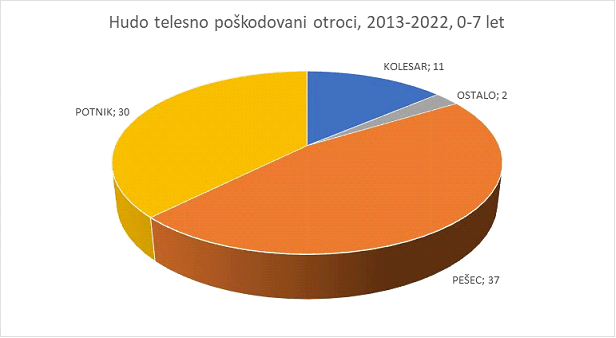 Hudo telesno poškodovani otroci, 2013-2022, 0-7 let
KOLESAR; 11
OSTALO; 2
POTNIK; 30
PEŠEC; 37